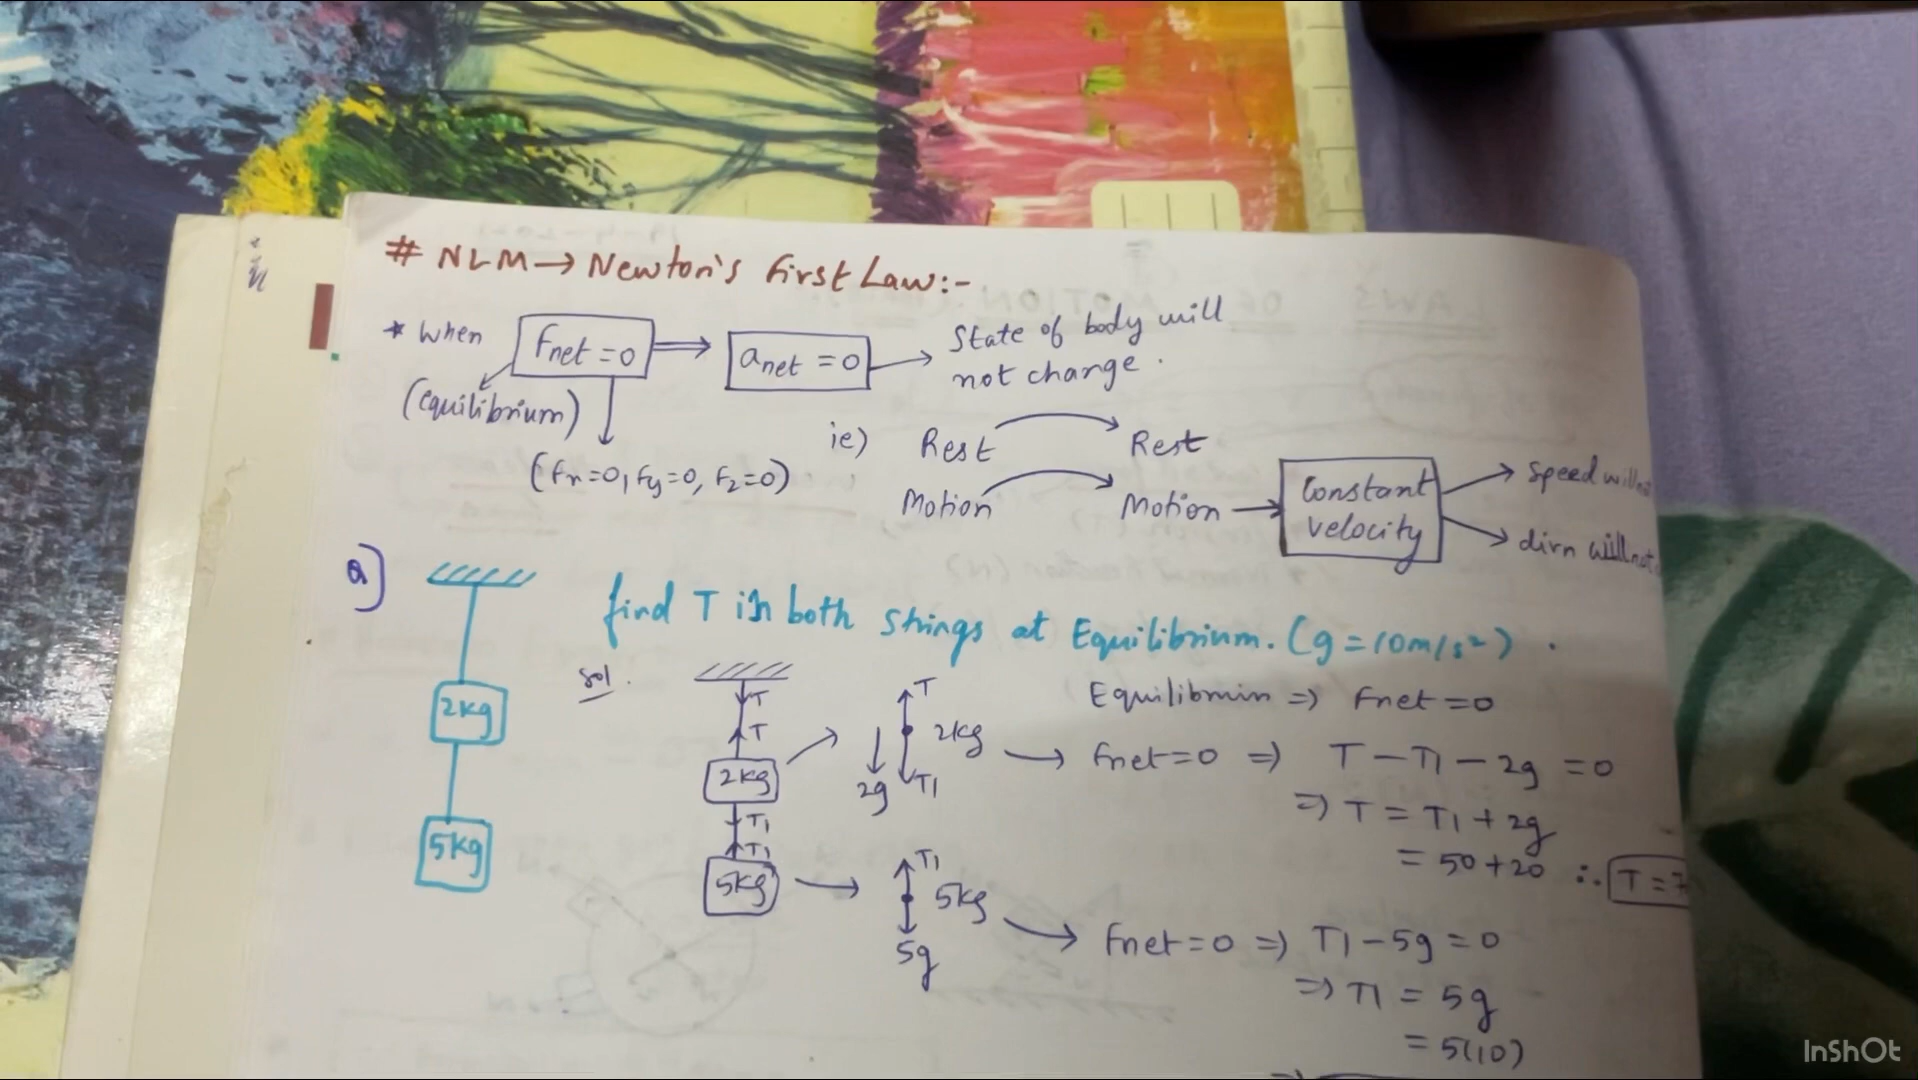 # NLM → Newton's First Law:-
* When Fnet = 0 ⇒ anet = 0 → State of body will not change.
(equilibrium)
(Fx=0, Fy=0, Fz=0)
ie) Rest Rest
Motion Motion → Constant velocity
Speed will
dirn will not
Q)
find T in both strings at Equilibrium. (g = 10m/s²).
2kg
5kg
Sol.
T
T
2kg
T1
T1
5kg
T
2kg
2g
T1
T1
5kg
5g
Equilibmin ⇒ Fnet = 0
Fnet = 0 ⇒ T - T1 - 2g = 0
⇒ T = T1 + 2g
= 50 + 20 ∴ T = 7
Fnet = 0 ⇒ T1 - 5g = 0
⇒ T1 = 5g
= 5(10)
InShOt